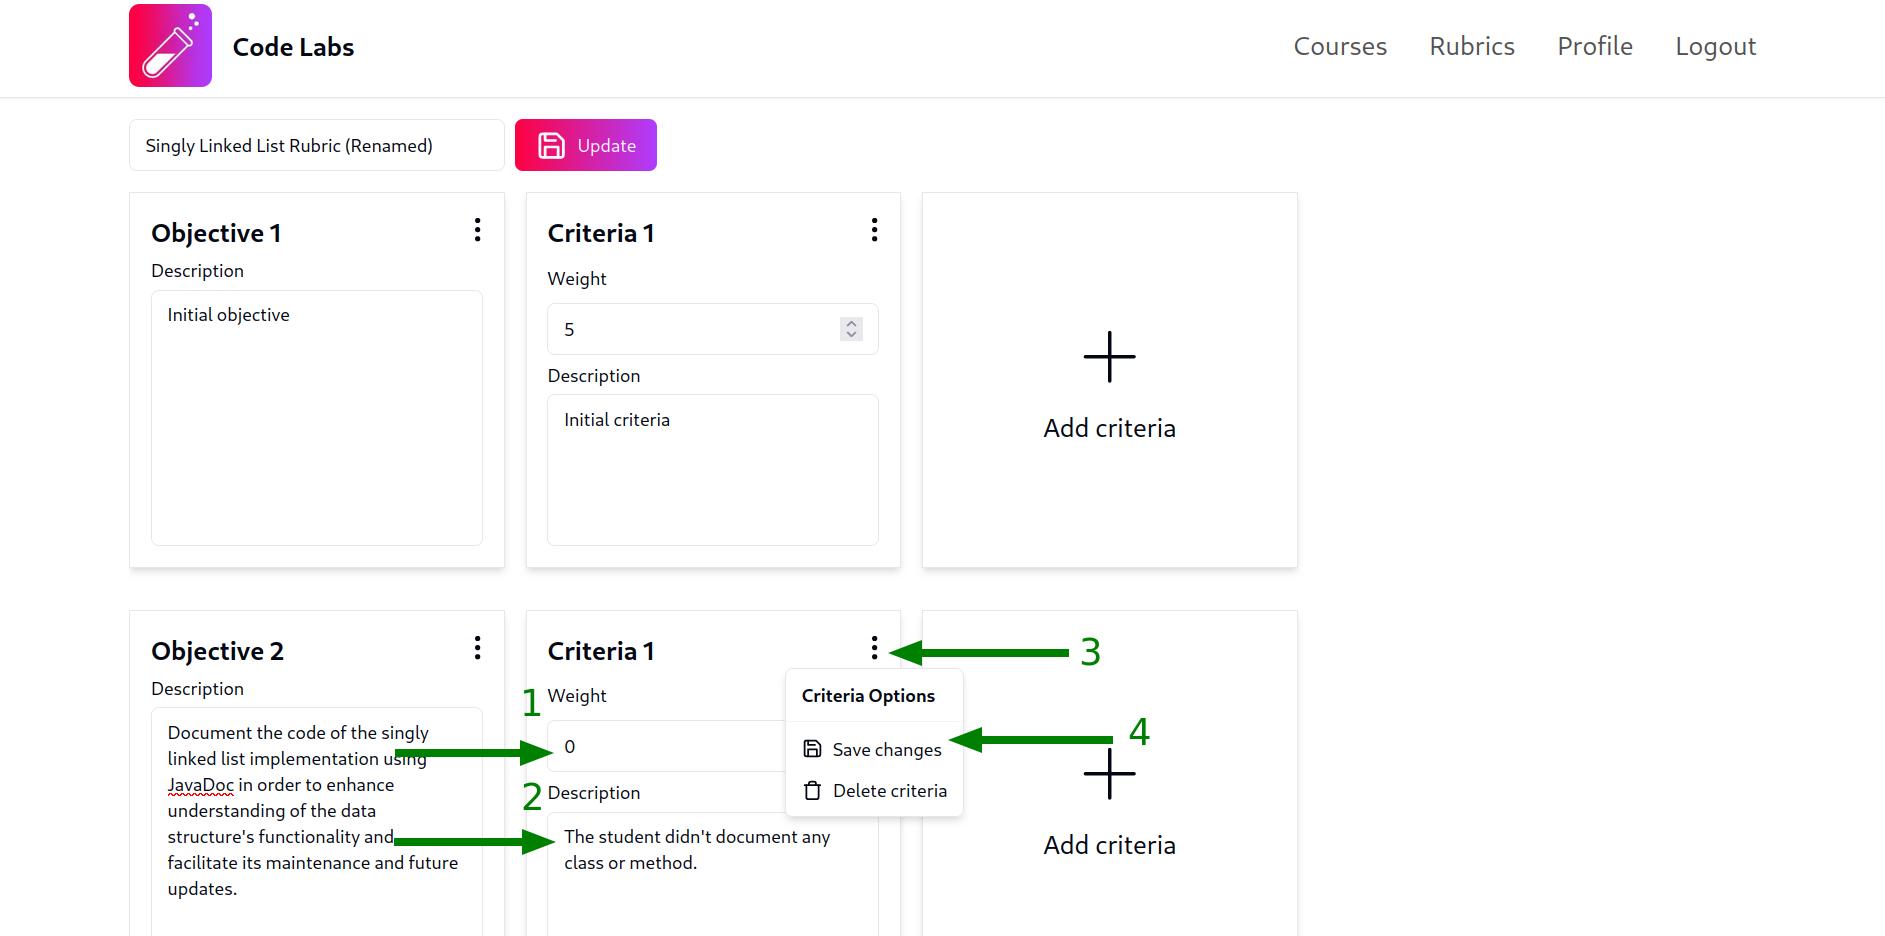 Code Labs
Courses
Rubrics
Profile
Logout
Singly Linked List Rubric (Renamed)
Update
Objective 1
Description
Initial objective
Criteria 1
Weight
5
Description
Initial criteria
Add criteria
Objective 2
Description
Document the code of the singly
linked list implementation using
JavaDoc in order to enhance
understanding of the data
structure's functionality and
facilitate its maintenance and future
updates.
Criteria 1
3
1
Weight
0
2
Description
The student didn't document any
class or method.
Criteria Options
Save changes
4
Delete criteria
Add criteria